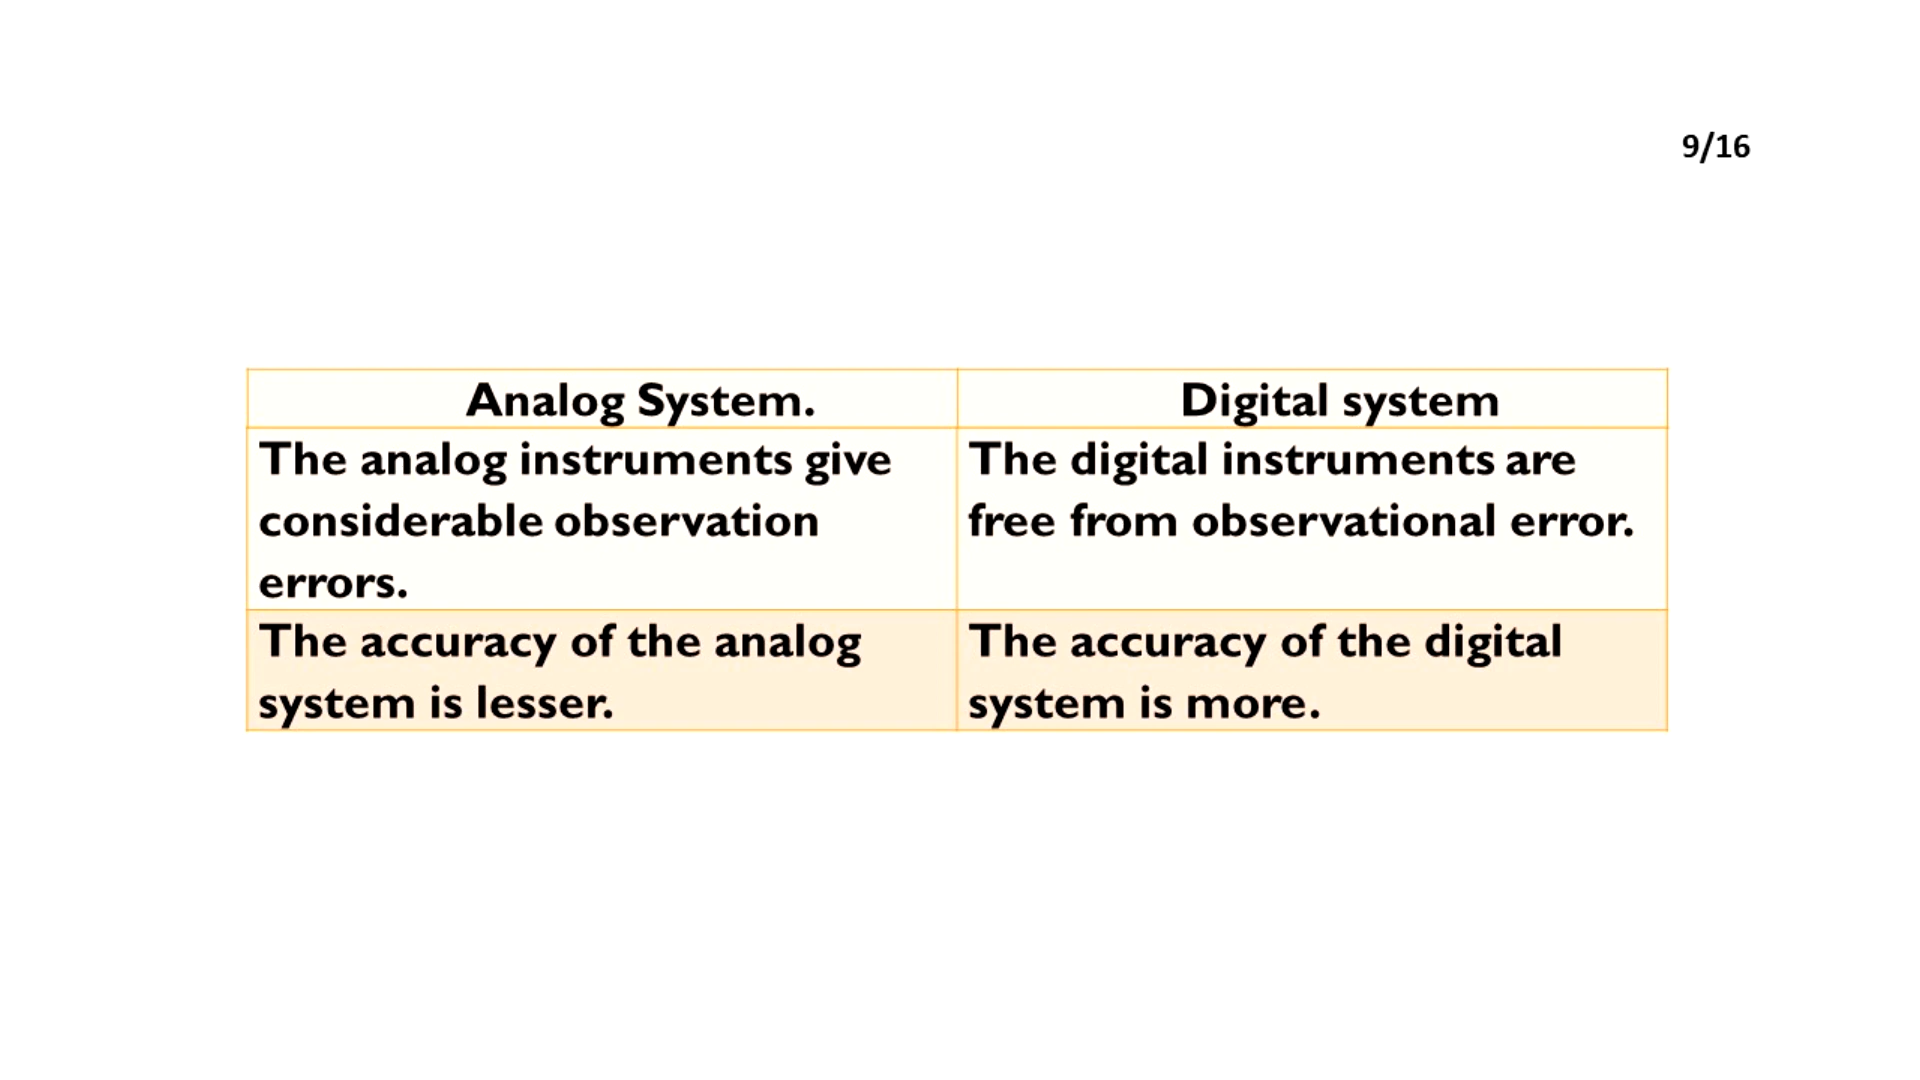 9/16
Analog System.
Digital system
The analog instruments give
considerable observation
errors.
The digital instruments are
free from observational error.
The accuracy of the analog
system is lesser.
The accuracy of the digital
system is more.